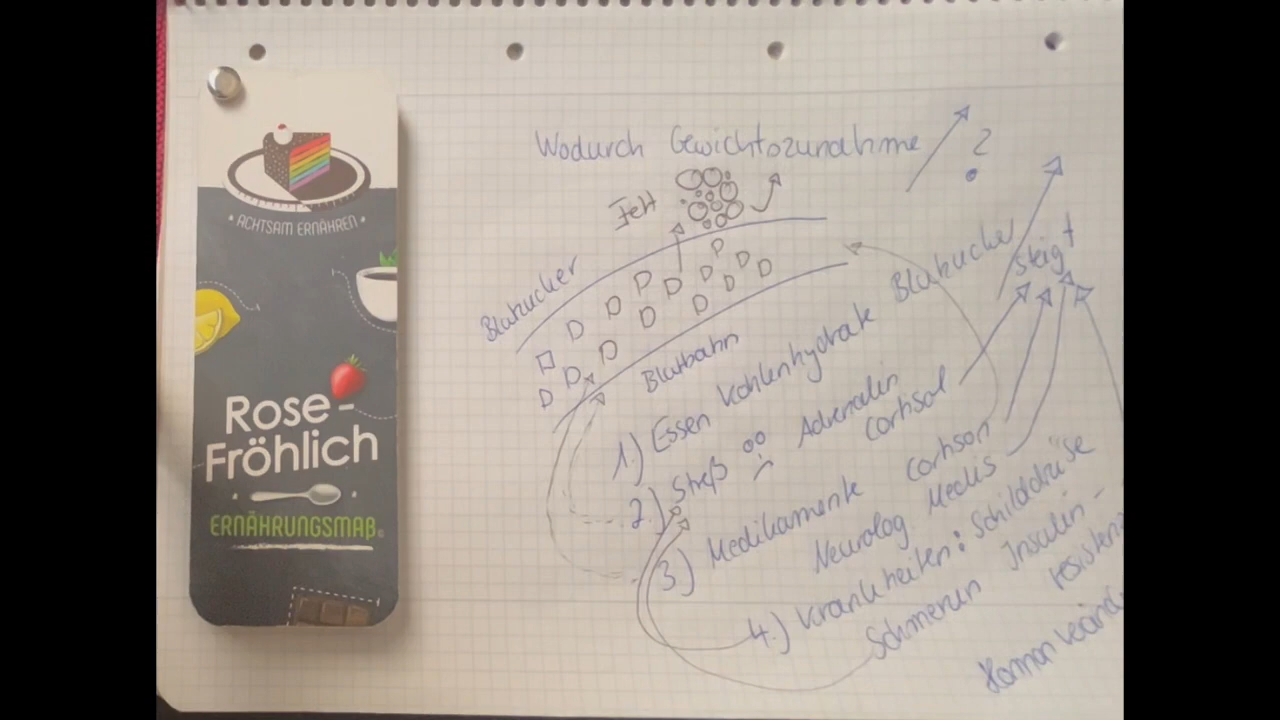 ACHTSAM ERNÄHREN
Rose-
Fröhlich
ERNÄHRUNGSMAẞ
Wodurch Gewichtszunahme ?
Fett
Blutzucker
Blutbahn
1.) Essen Kohlenhydrate Blutzucker steigt
2.) Streß Adrenalin
Cortisol
3.) Medikamente Cortison
Neurolog Medis
4.) Krankheiten: Schilddrüse
Schmerzen Insulin-
resistenz
Hormon